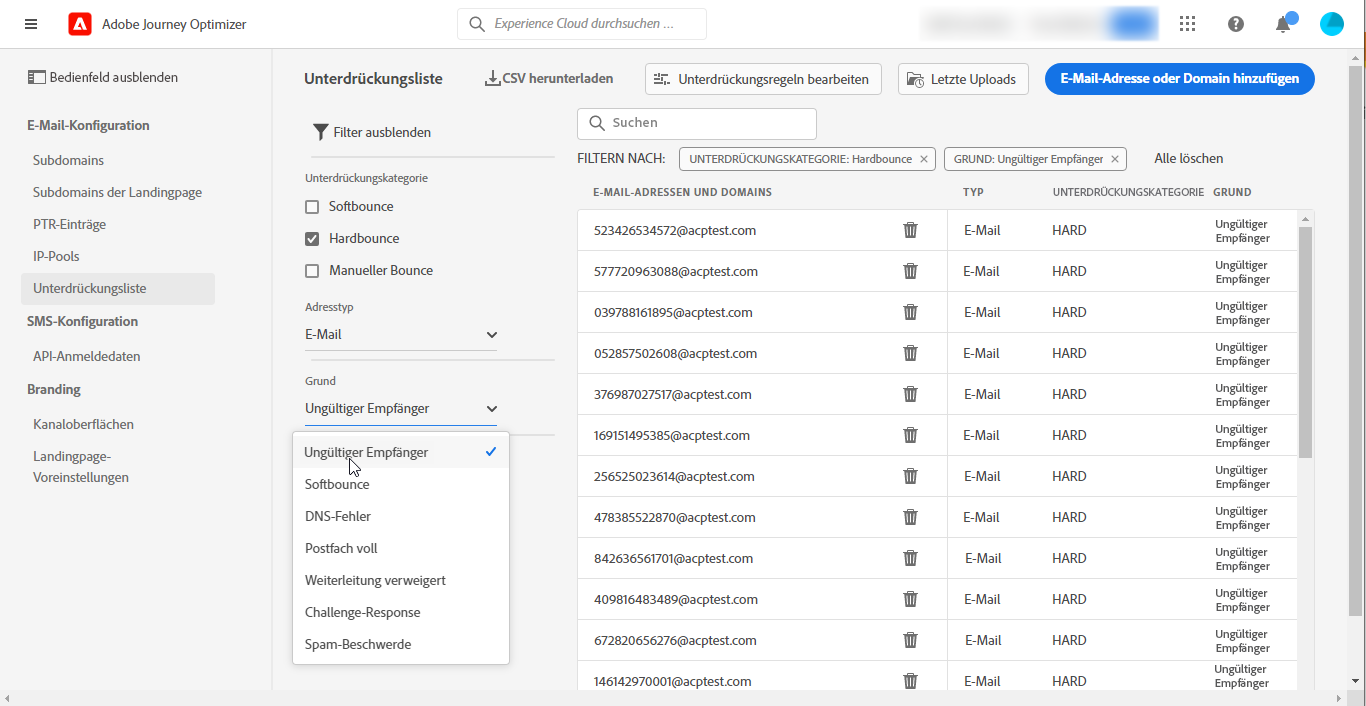 Adobe Journey Optimizer
Experience Cloud durchsuchen ...
Bedienfeld ausblenden
E-Mail-Konfiguration
Subdomains
Subdomains der Landingpage
PTR-Einträge
IP-Pools
Unterdrückungsliste
SMS-Konfiguration
API-Anmeldedaten
Branding
Kanaloberflächen
Landingpage-
Voreinstellungen
Unterdrückungsliste
CSV herunterladen
Unterdrückungsregeln bearbeiten
Letzte Uploads
E-Mail-Adresse oder Domain hinzufügen
Filter ausblenden
Unterdrückungskategorie
Softbounce
Hardbounce
Manueller Bounce
Adresstyp
E-Mail
Grund
Ungültiger Empfänger
Ungültiger Empfänger
Softbounce
DNS-Fehler
Postfach voll
Weiterleitung verweigert
Challenge-Response
Spam-Beschwerde
Suchen
FILTERN NACH: UNTERDRÜCKUNGSKATEGORIE: Hardbounce GRUND: Ungültiger Empfänger Alle löschen
E-MAIL-ADRESSEN UND DOMAINS TYP UNTERDRÜCKUNGSKATEGORIE GRUND
523426534572@acptest.com E-Mail HARD Ungültiger
Empfänger
577720963088@acptest.com E-Mail HARD Ungültiger
Empfänger
039788161895@acptest.com E-Mail HARD Ungültiger
Empfänger
052857502608@acptest.com E-Mail HARD Ungültiger
Empfänger
376987027517@acptest.com E-Mail HARD Ungültiger
Empfänger
169151495385@acptest.com E-Mail HARD Ungültiger
Empfänger
256525023614@acptest.com E-Mail HARD Ungültiger
Empfänger
478385522870@acptest.com E-Mail HARD Ungültiger
Empfänger
842636561701@acptest.com E-Mail HARD Ungültiger
Empfänger
409816483489@acptest.com E-Mail HARD Ungültiger
Empfänger
672820656276@acptest.com E-Mail HARD Ungültiger
Empfänger
146142970001@acptest.com E-Mail HARD Ungültiger
Empfänger